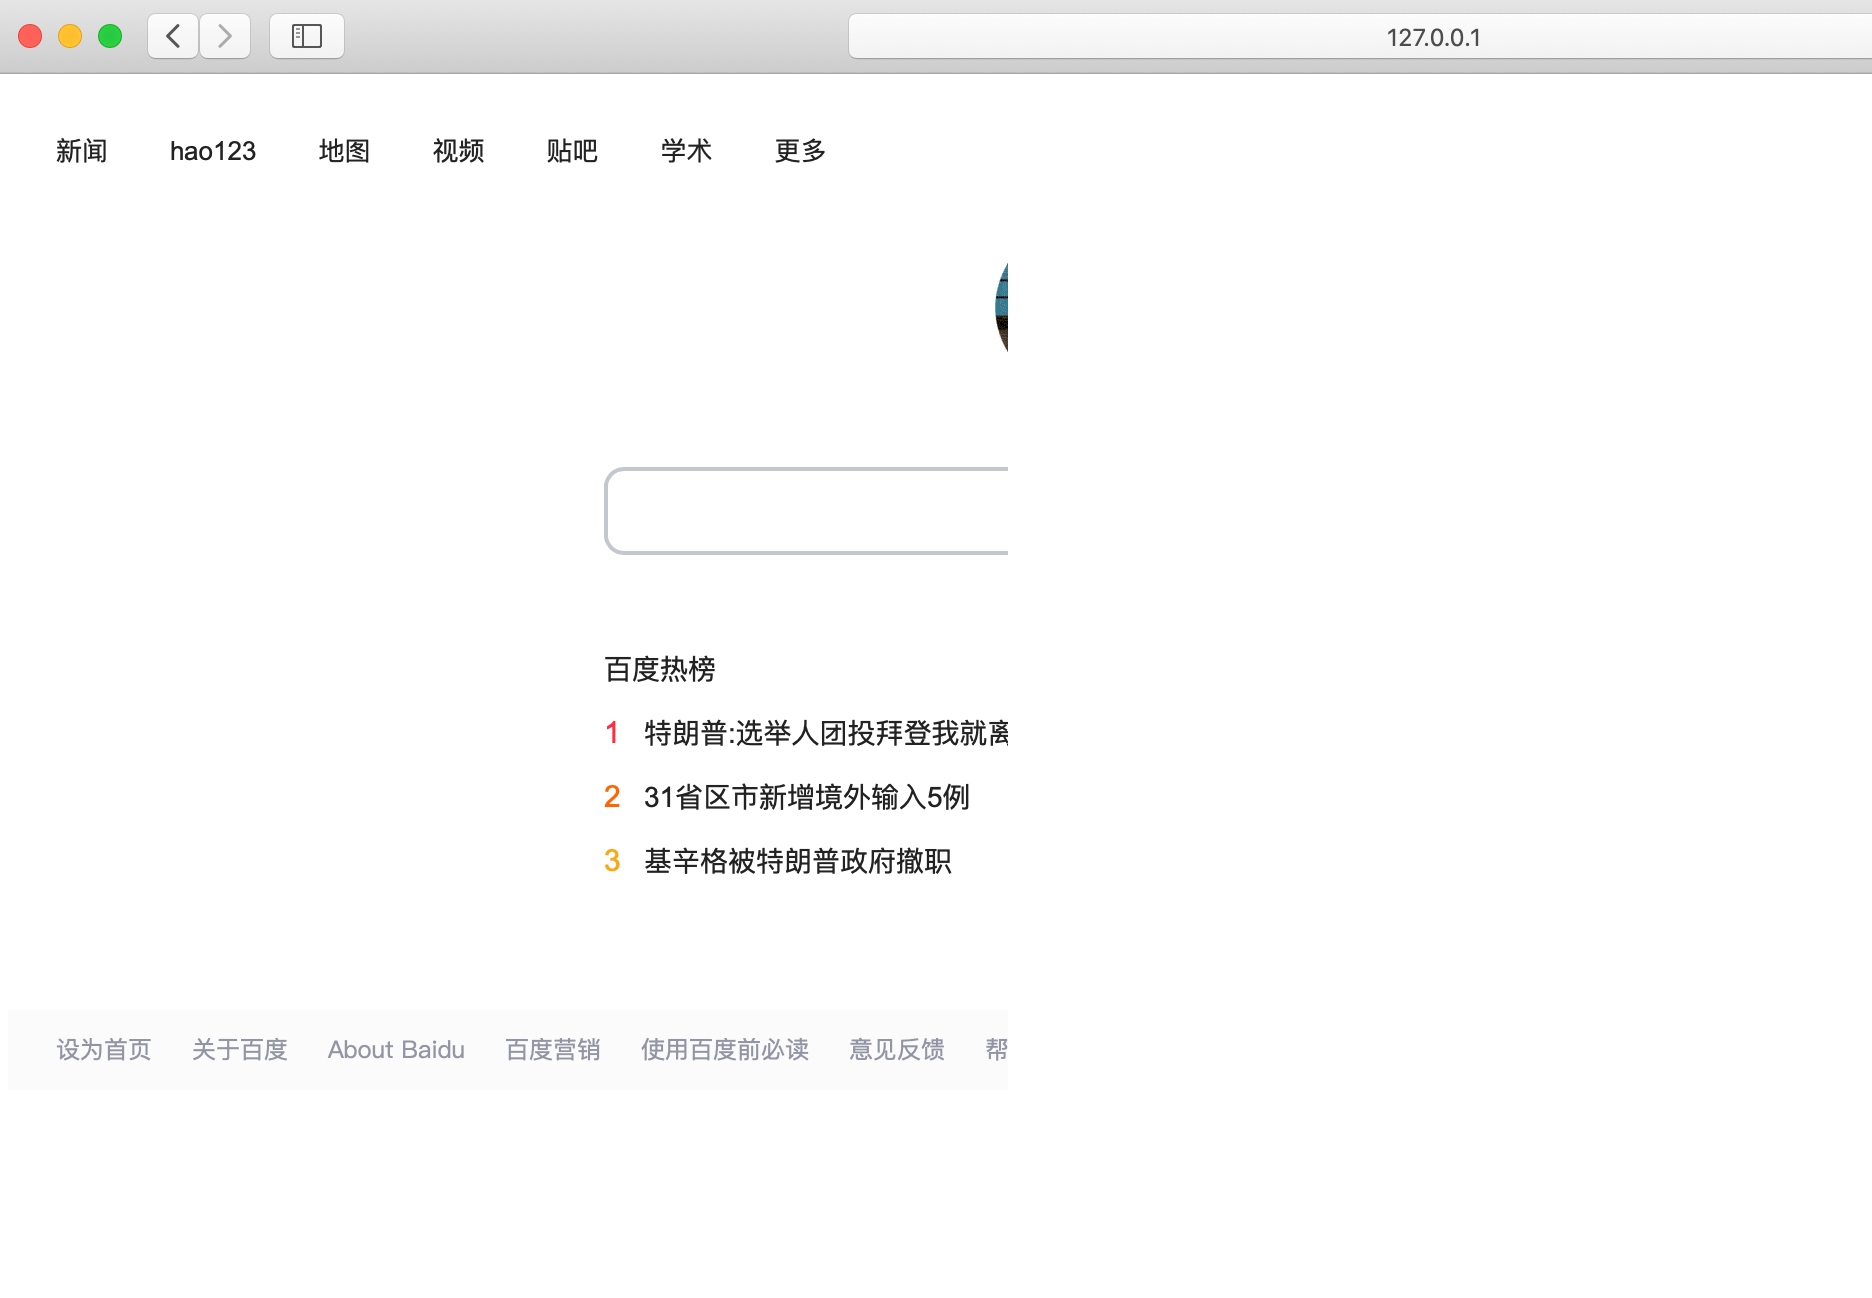 127.0.0.1
新闻 hao123 地图 视频 贴吧 学术 更多
百度热榜
1 特朗普:选举人团投拜登我就离
2 31省区市新增境外输入5例
3 基辛格被特朗普政府撤职
设为首页 关于百度 About Baidu 百度营销 使用百度前必读 意见反馈 帮